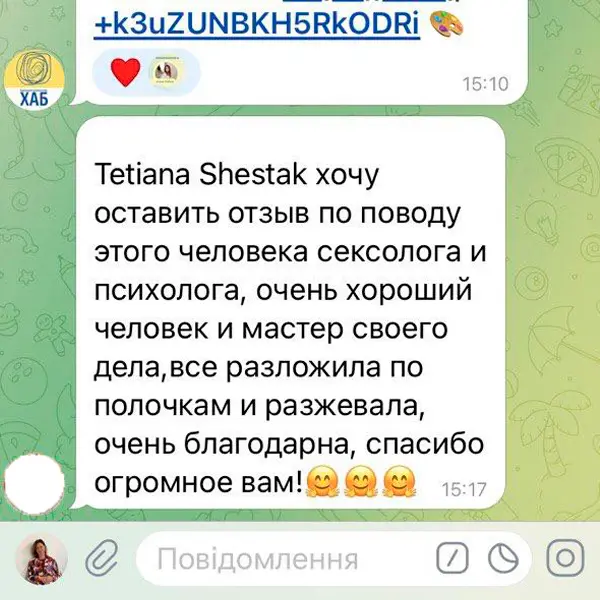 +k3uZUNBKH5RkODRi 🎨
❤️
15:10
ХАБ
Tetiana Shestak хочу
оставить отзыв по поводу
этого человека сексолога и
психолога, очень хороший
человек и мастер своего
дела,все разложила по
полочкам и разжевала,
очень благодарна, спасибо
огромное вам!🤗🤗🤗
15:17
Повідомлення